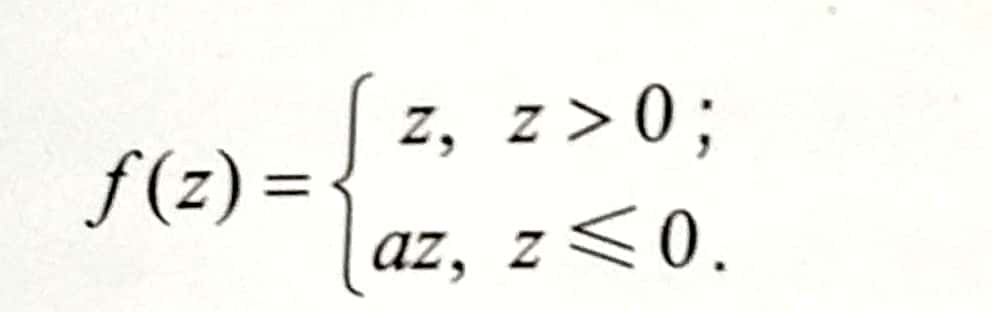 f(z) = { z, z > 0;
az, z ⩽ 0.